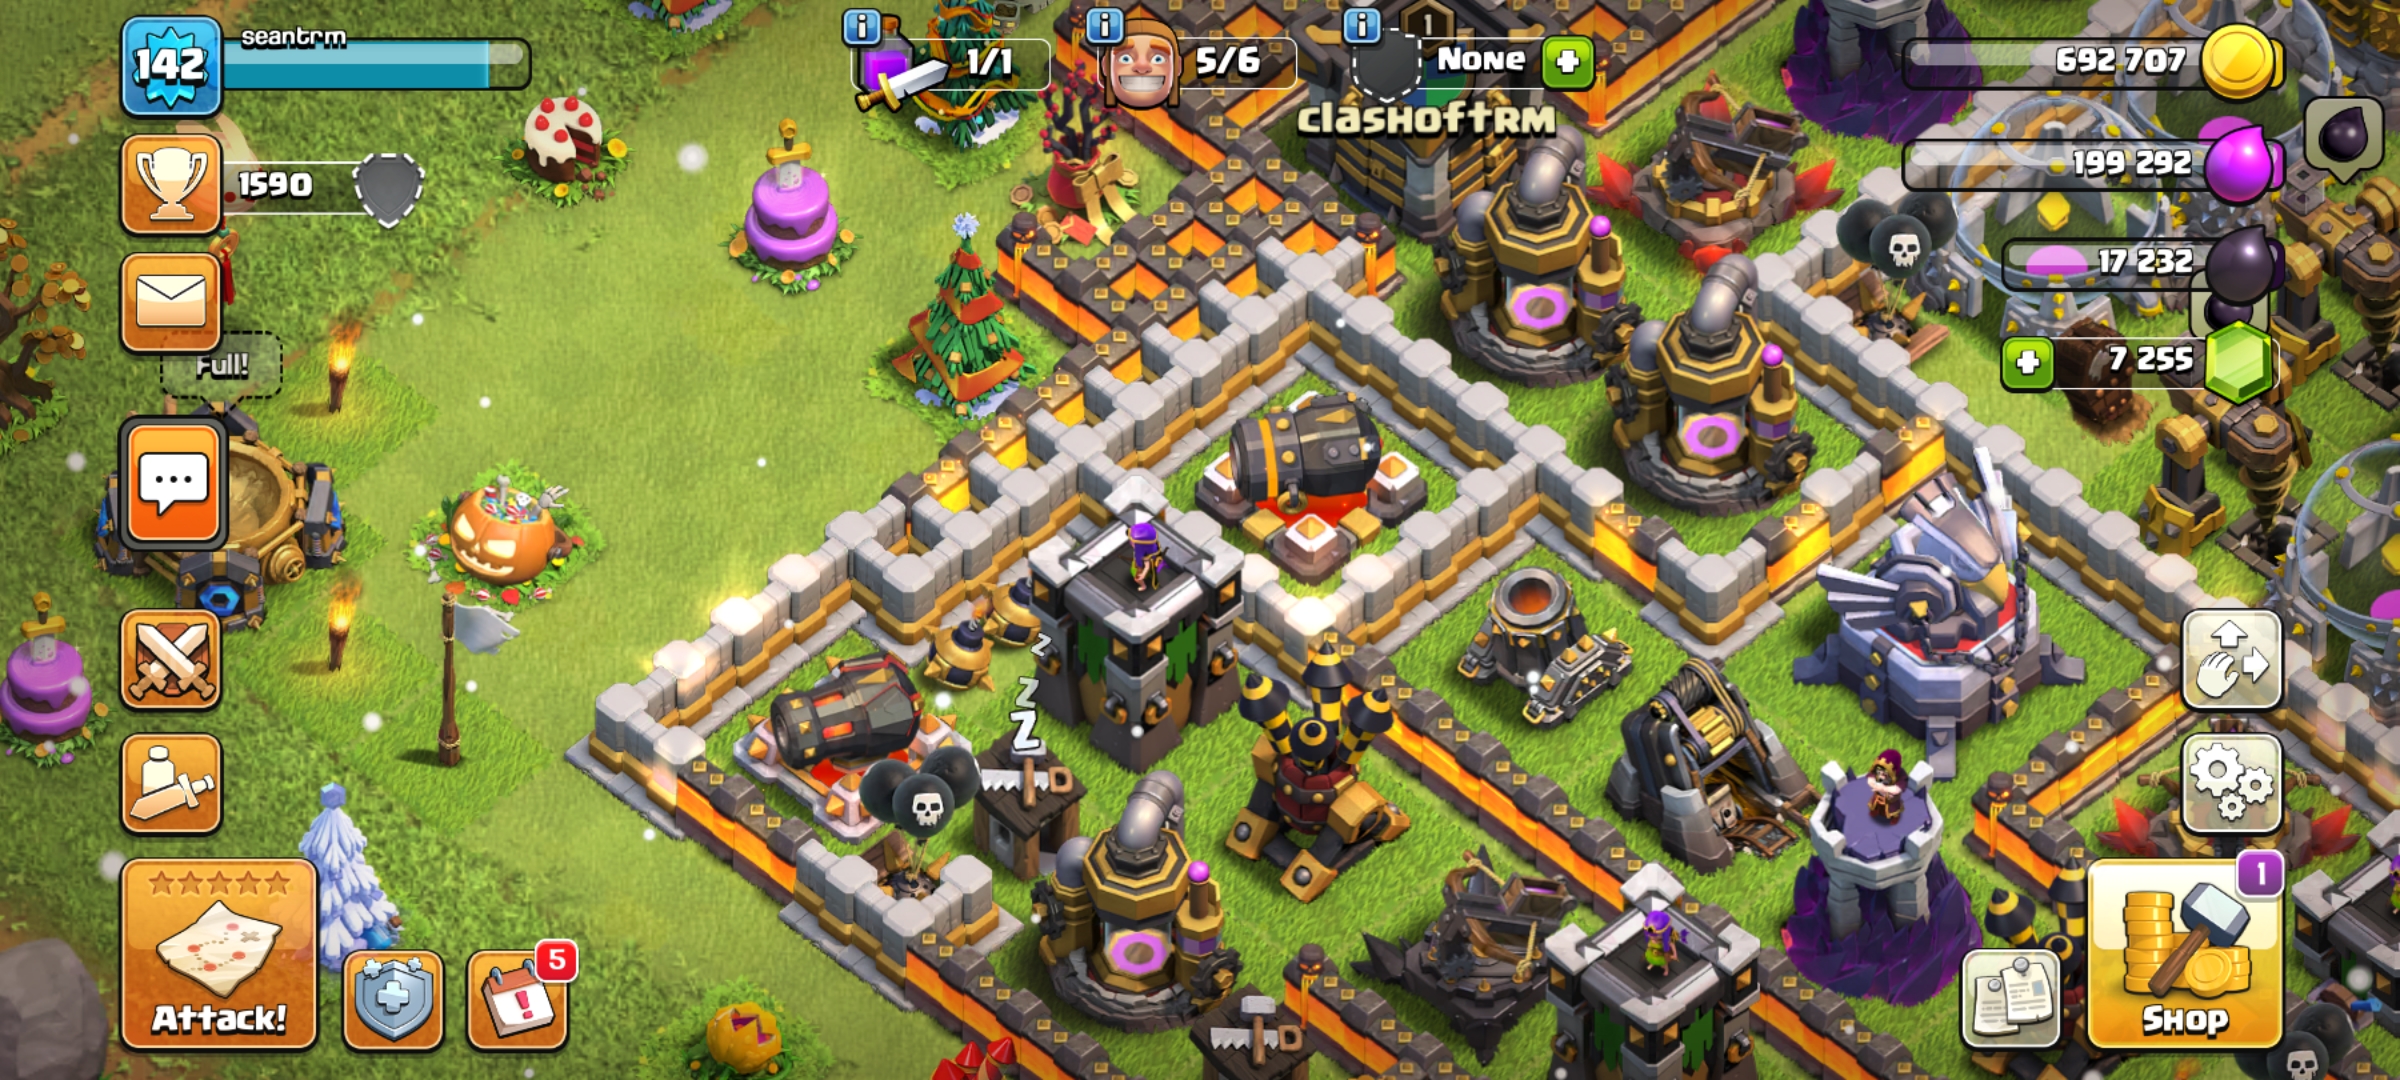 142
seantrm
1/1
5/6
1
None
692 707
clashoftRM
1590
199 292
17 232
Full!
7 255
z
Z
Z
1
5
Attack!
Shop